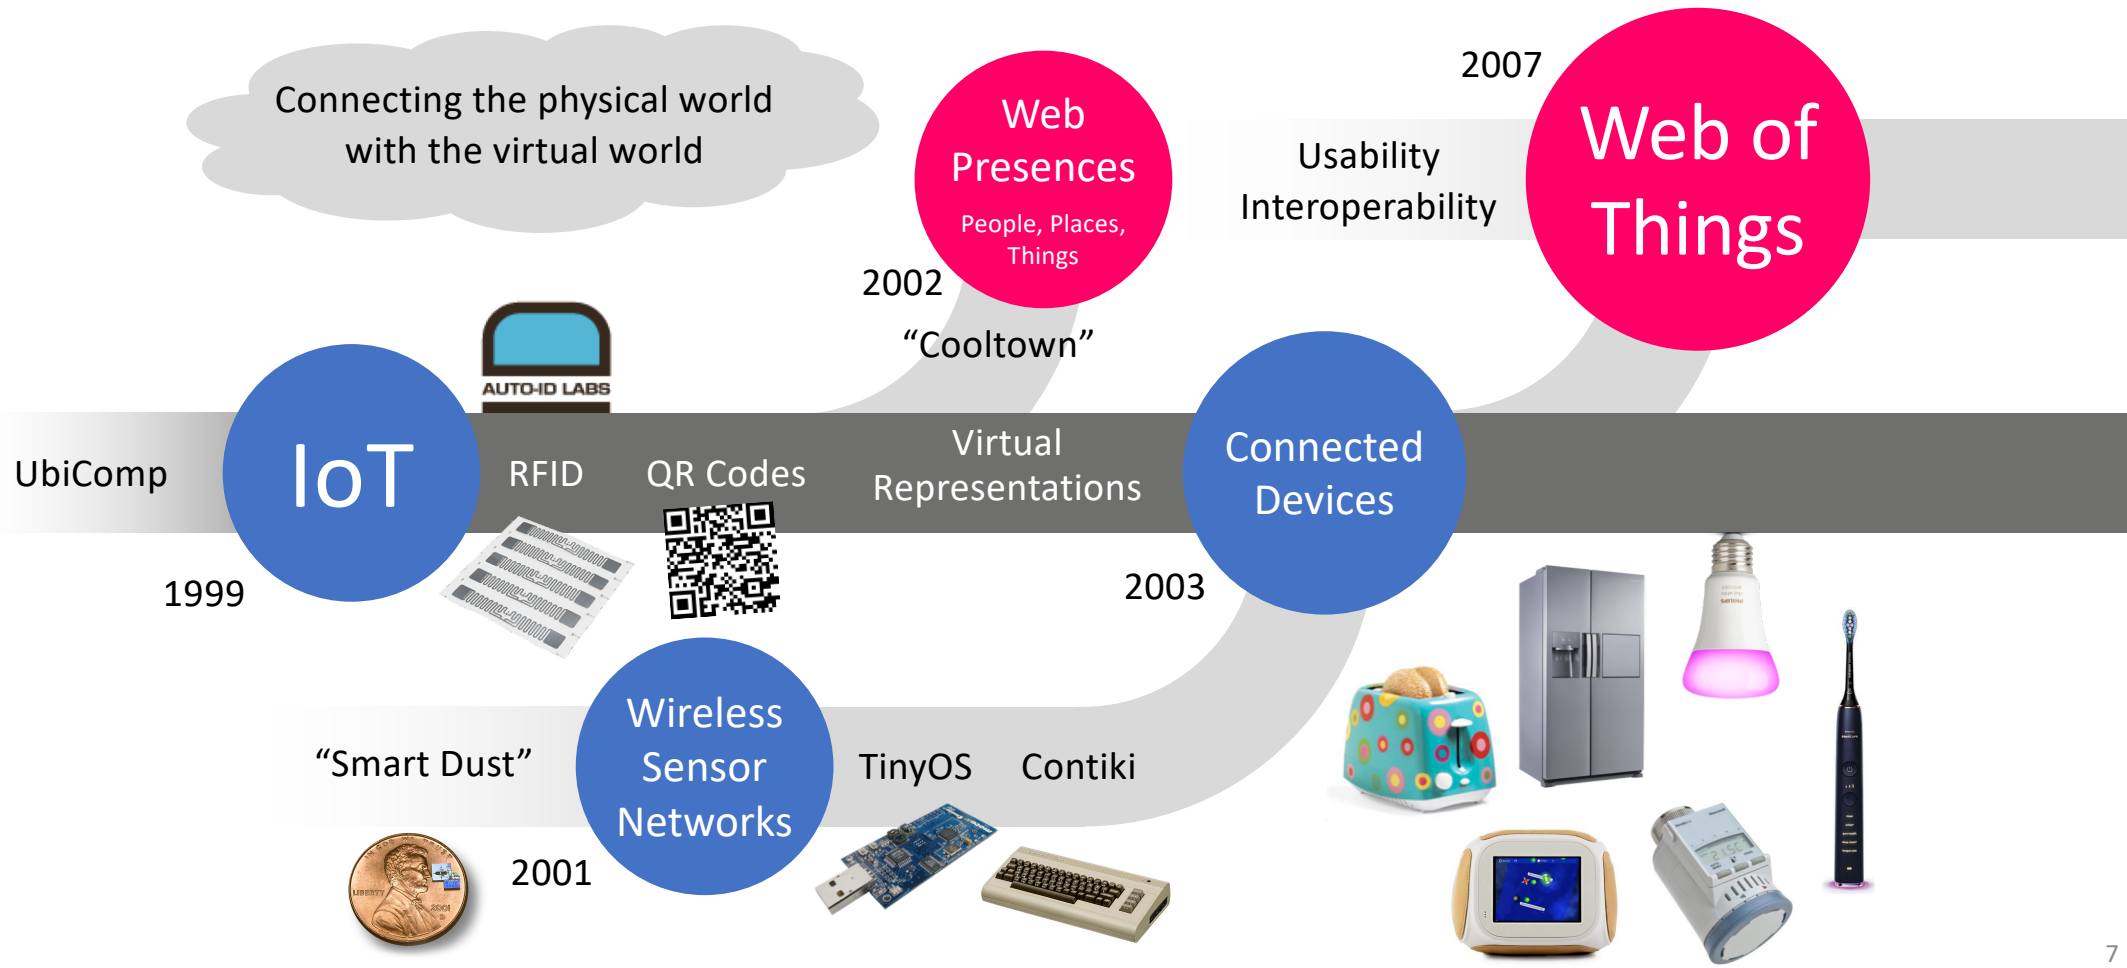 Connecting the physical world
with the virtual world
Web
Presences
People, Places,
Things
2002
“Cooltown”
2007
Usability
Interoperability
Web of
Things
AUTO-ID LABS
UbiComp
IoT
RFID
QR Codes
Virtual
Representations
Connected
Devices
1999
2003
“Smart Dust”
Wireless
Sensor
Networks
TinyOS
Contiki
2001
LIBERTY
2001
PHILIPS
7